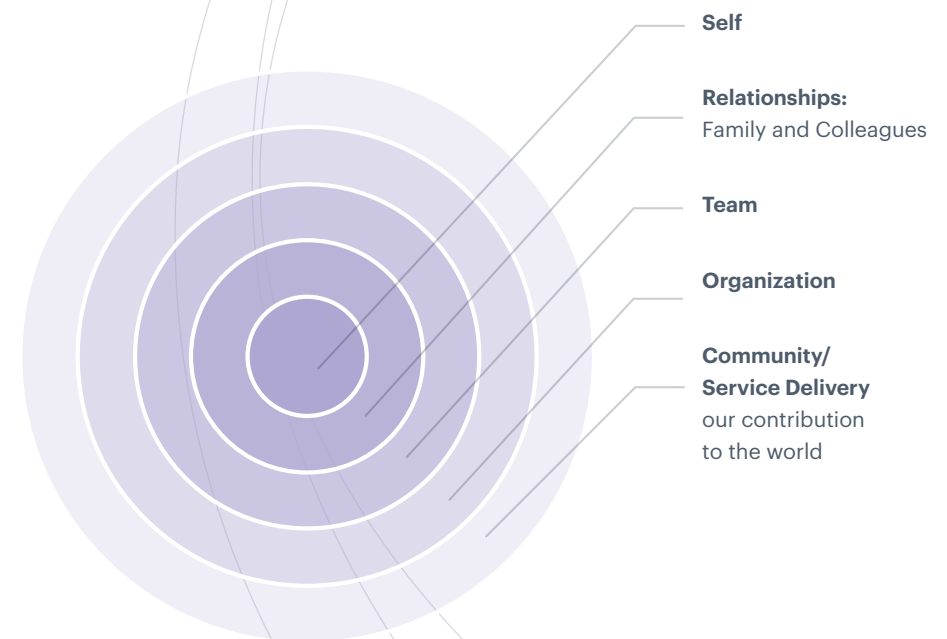 Self
Relationships:
Family and Colleagues
Team
Organization
Community/
Service Delivery
our contribution
to the world